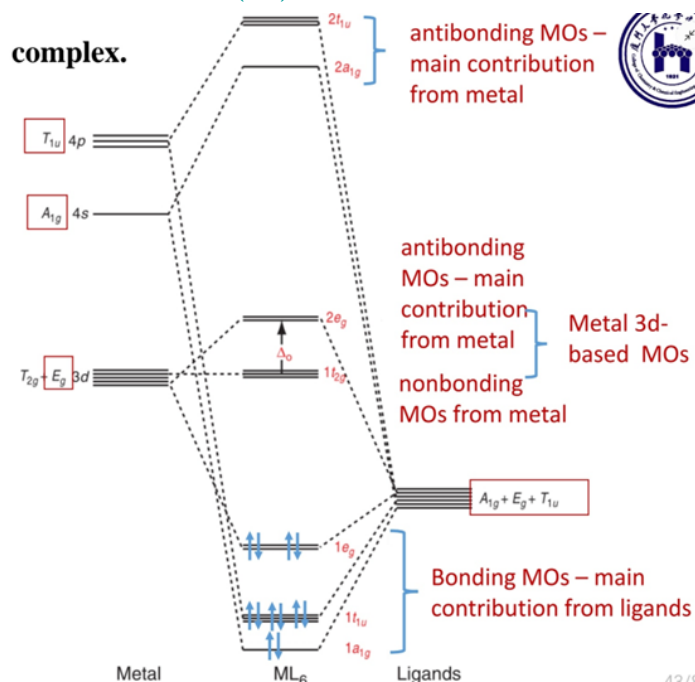 complex.
2t1u
antibonding MOs –
main contribution
from metal
2a1g
T1u 4p
A1g 4s
antibonding
MOs – main
contribution
from metal
2eg
Metal 3d-
based MOs
Δo
T2g + Eg 3d
1t2g
nonbonding
MOs from metal
A1g + Eg + T1u
1eg
Bonding MOs – main
contribution from ligands
1t1u
1a1g
Metal
ML6
Ligands